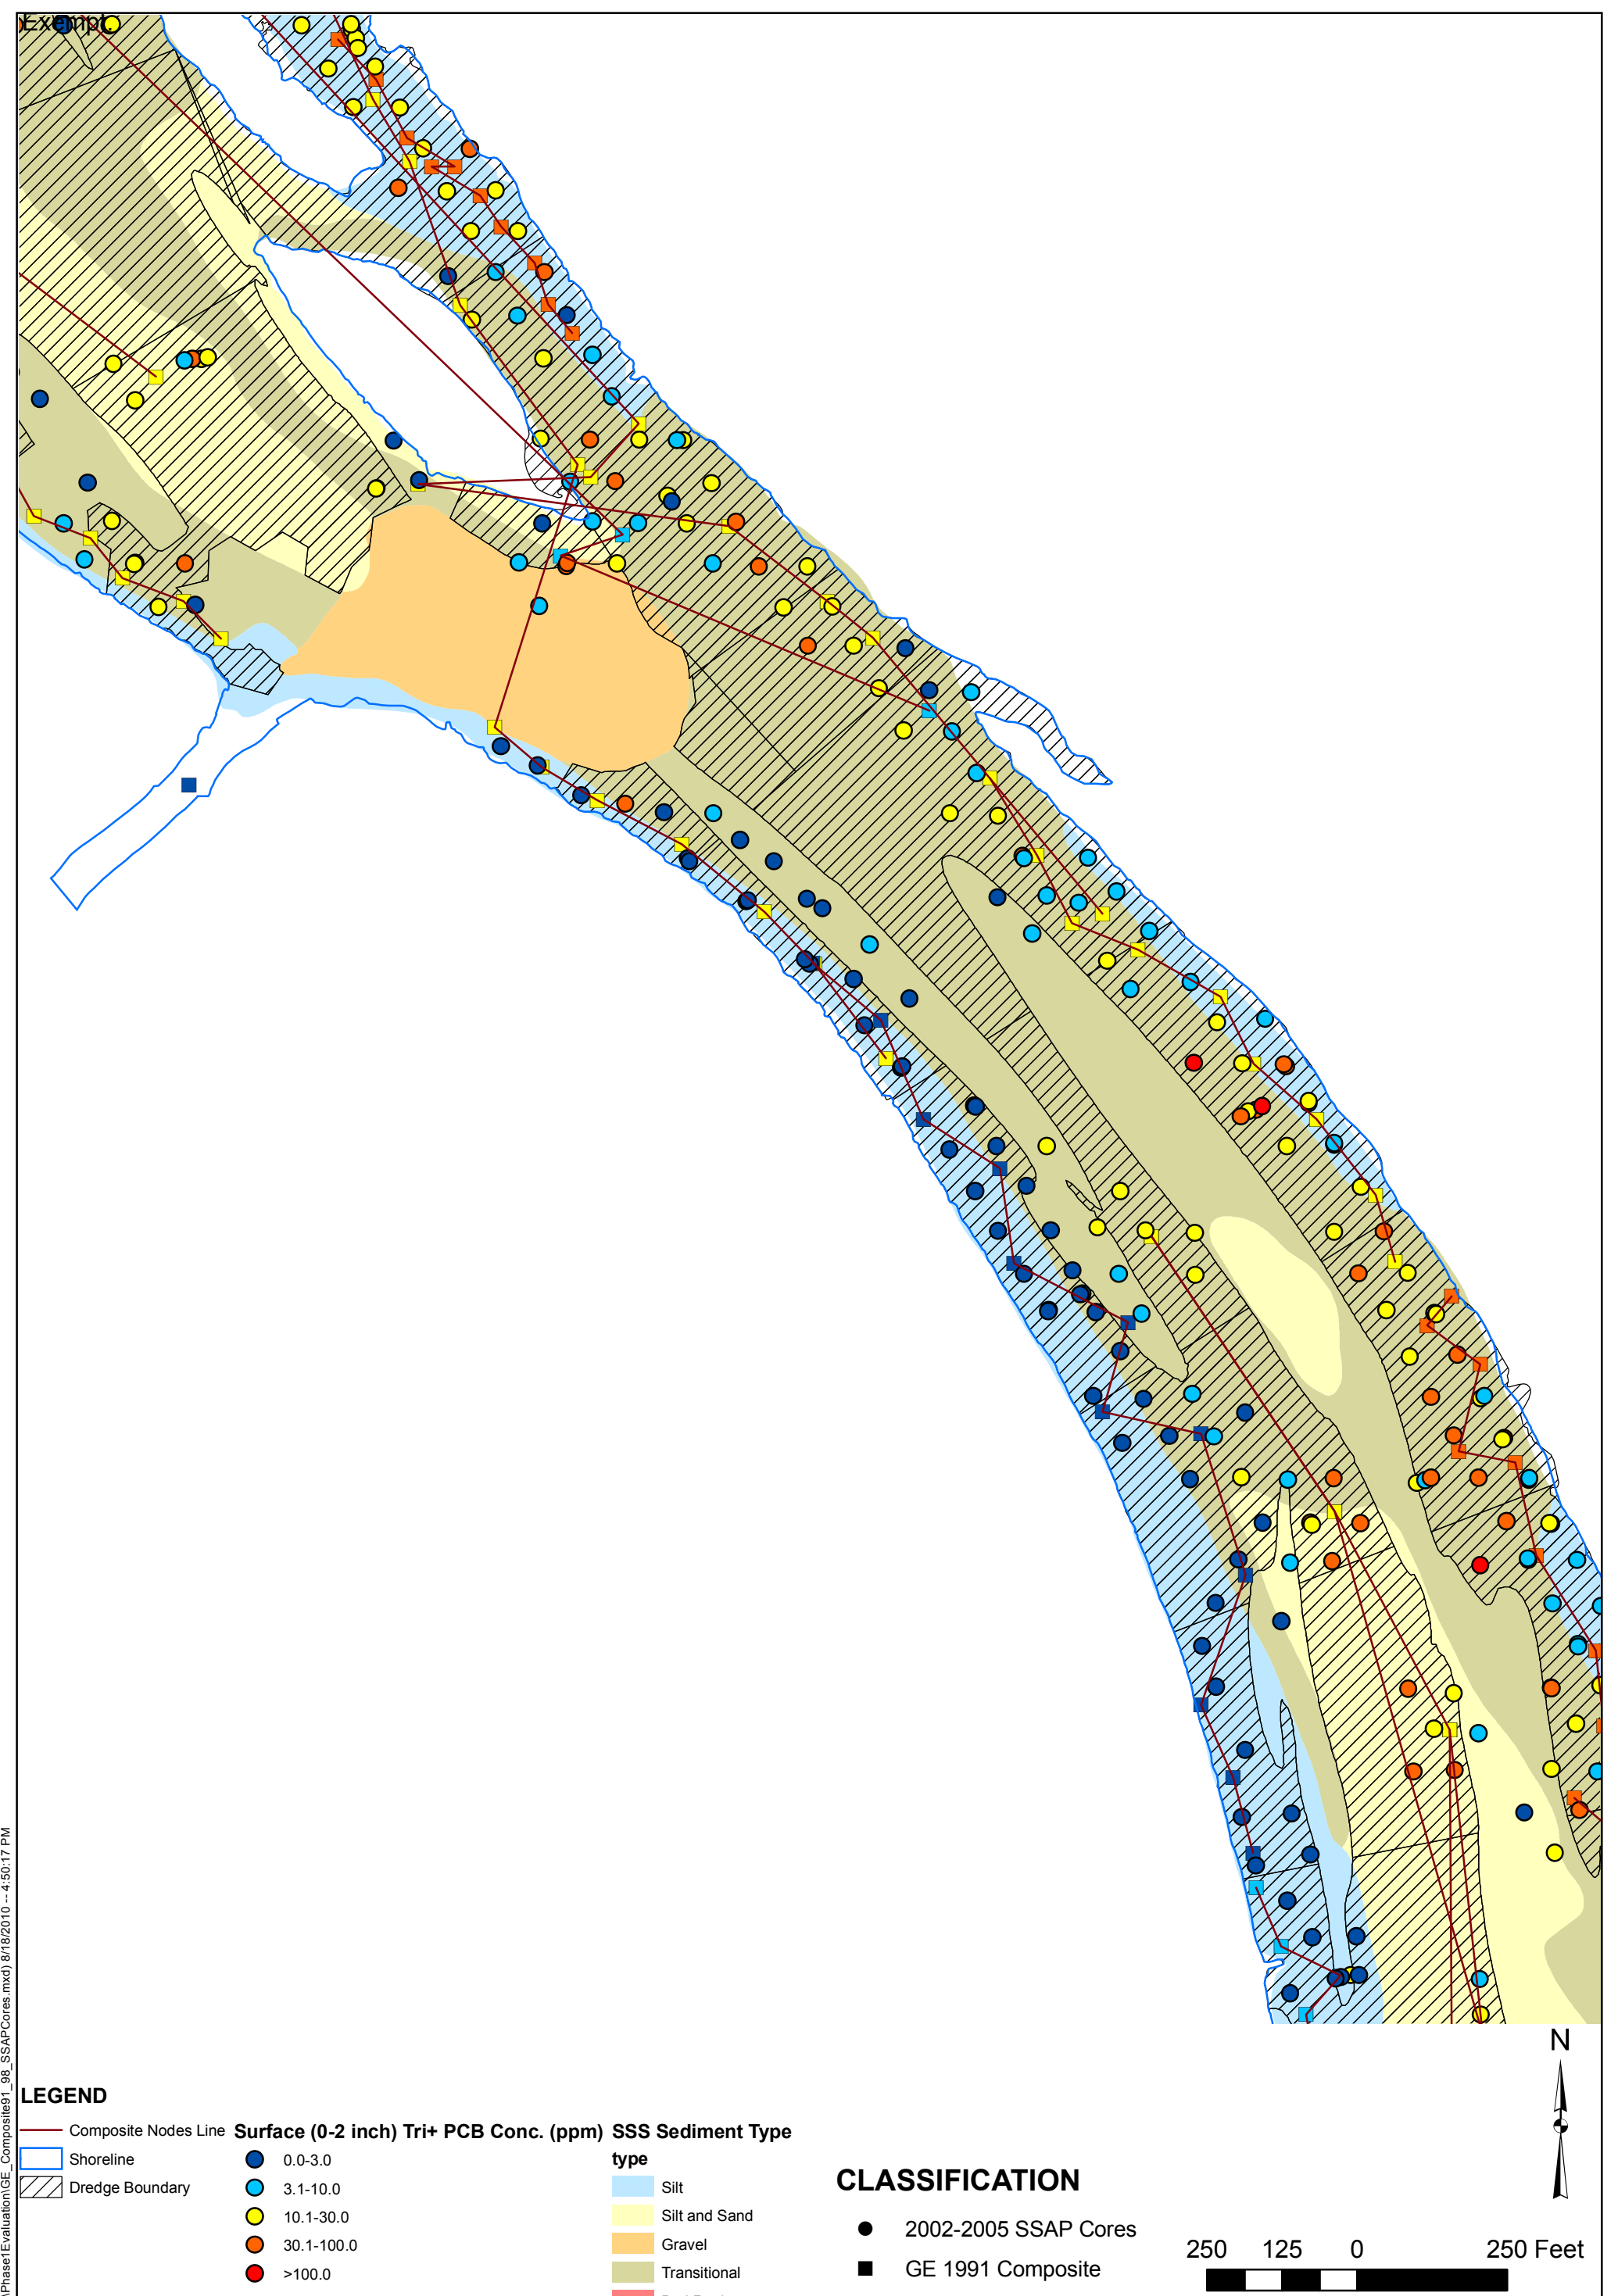 Exempt
\Phase1Evaluation\GE_Composite91_98_SSAPCores.mxd) 8/18/2010 -- 4:50:17 PM
N
LEGEND
Composite Nodes Line
Shoreline
Dredge Boundary
Surface (0-2 inch) Tri+ PCB Conc. (ppm)
0.0-3.0
3.1-10.0
10.1-30.0
30.1-100.0
>100.0
SSS Sediment Type
type
Silt
Silt and Sand
Gravel
Transitional
CLASSIFICATION
2002-2005 SSAP Cores
GE 1991 Composite
250 125 0 250 Feet